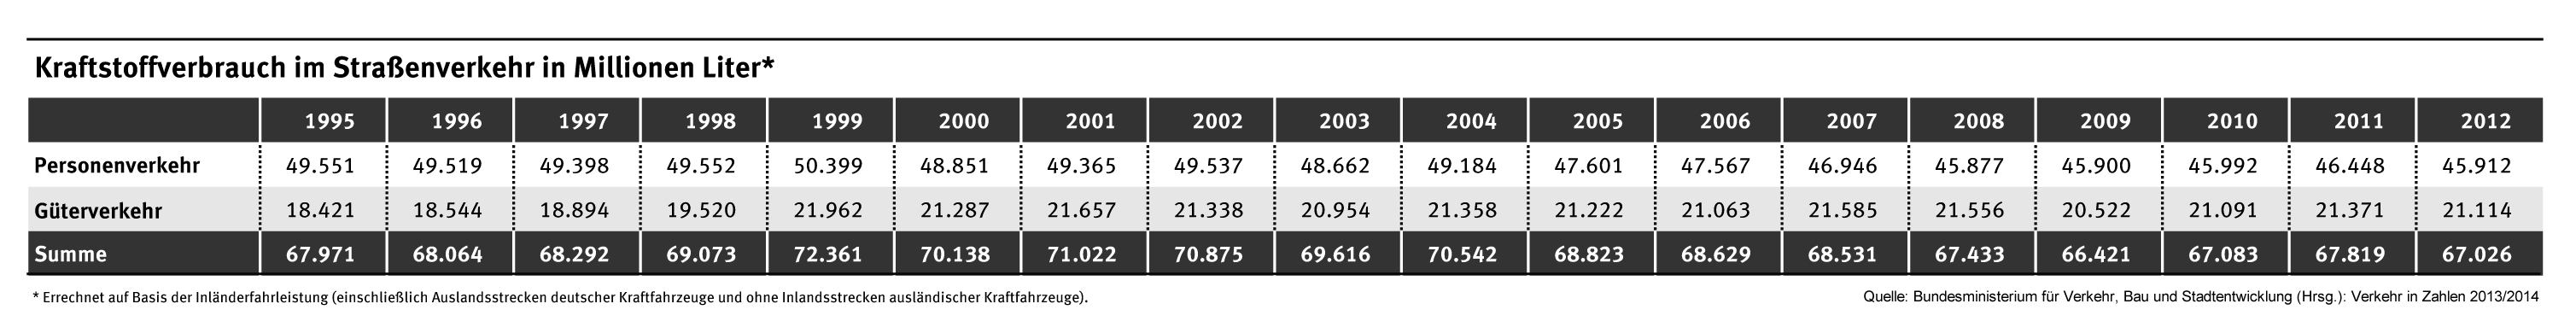 Kraftstoffverbrauch im Straßenverkehr in Millionen Liter*
1995 1996 1997 1998 1999 2000 2001 2002 2003 2004 2005 2006 2007 2008 2009 2010 2011 2012
Personenverkehr 49.551 49.519 49.398 49.552 50.399 48.851 49.365 49.537 48.662 49.184 47.601 47.567 46.946 45.877 45.900 45.992 46.448 45.912
Güterverkehr 18.421 18.544 18.894 19.520 21.962 21.287 21.657 21.338 20.954 21.358 21.222 21.063 21.585 21.556 20.522 21.091 21.371 21.114
Summe 67.971 68.064 68.292 69.073 72.361 70.138 71.022 70.875 69.616 70.542 68.823 68.629 68.531 67.433 66.421 67.083 67.819 67.026
* Errechnet auf Basis der Inländerfahrleistung (einschließlich Auslandsstrecken deutscher Kraftfahrzeuge und ohne Inlandsstrecken ausländischer Kraftfahrzeuge).
Quelle: Bundesministerium für Verkehr, Bau und Stadtentwicklung (Hrsg.): Verkehr in Zahlen 2013/2014